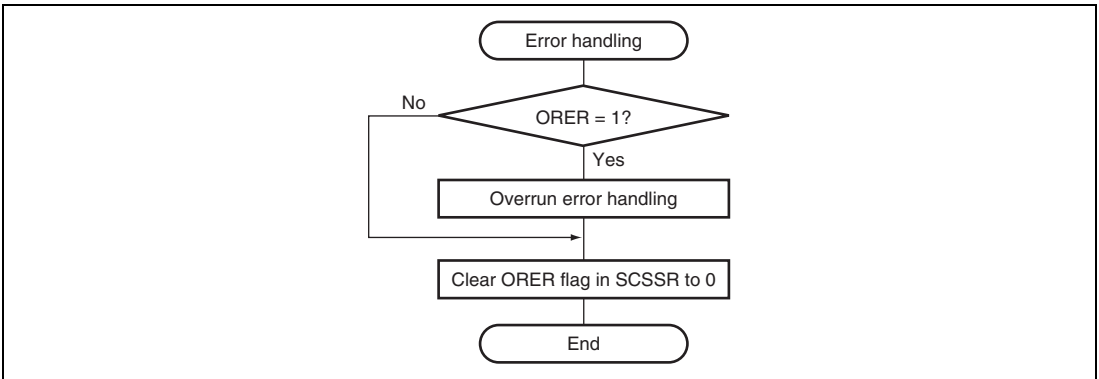 Error handling
No
ORER = 1?
Yes
Overrun error handling
Clear ORER flag in SCSSR to 0
End